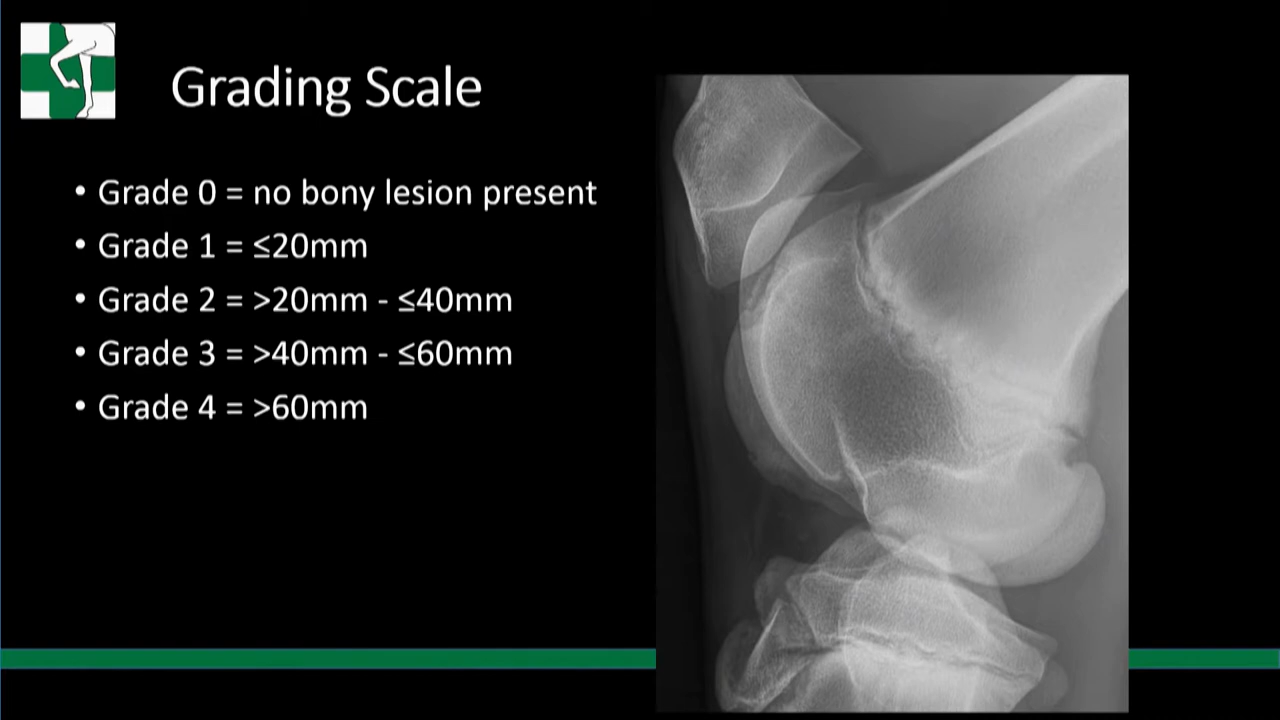 Grading Scale
• Grade 0 = no bony lesion present
• Grade 1 = ≤20mm
• Grade 2 = >20mm - ≤40mm
• Grade 3 = >40mm - ≤60mm
• Grade 4 = >60mm